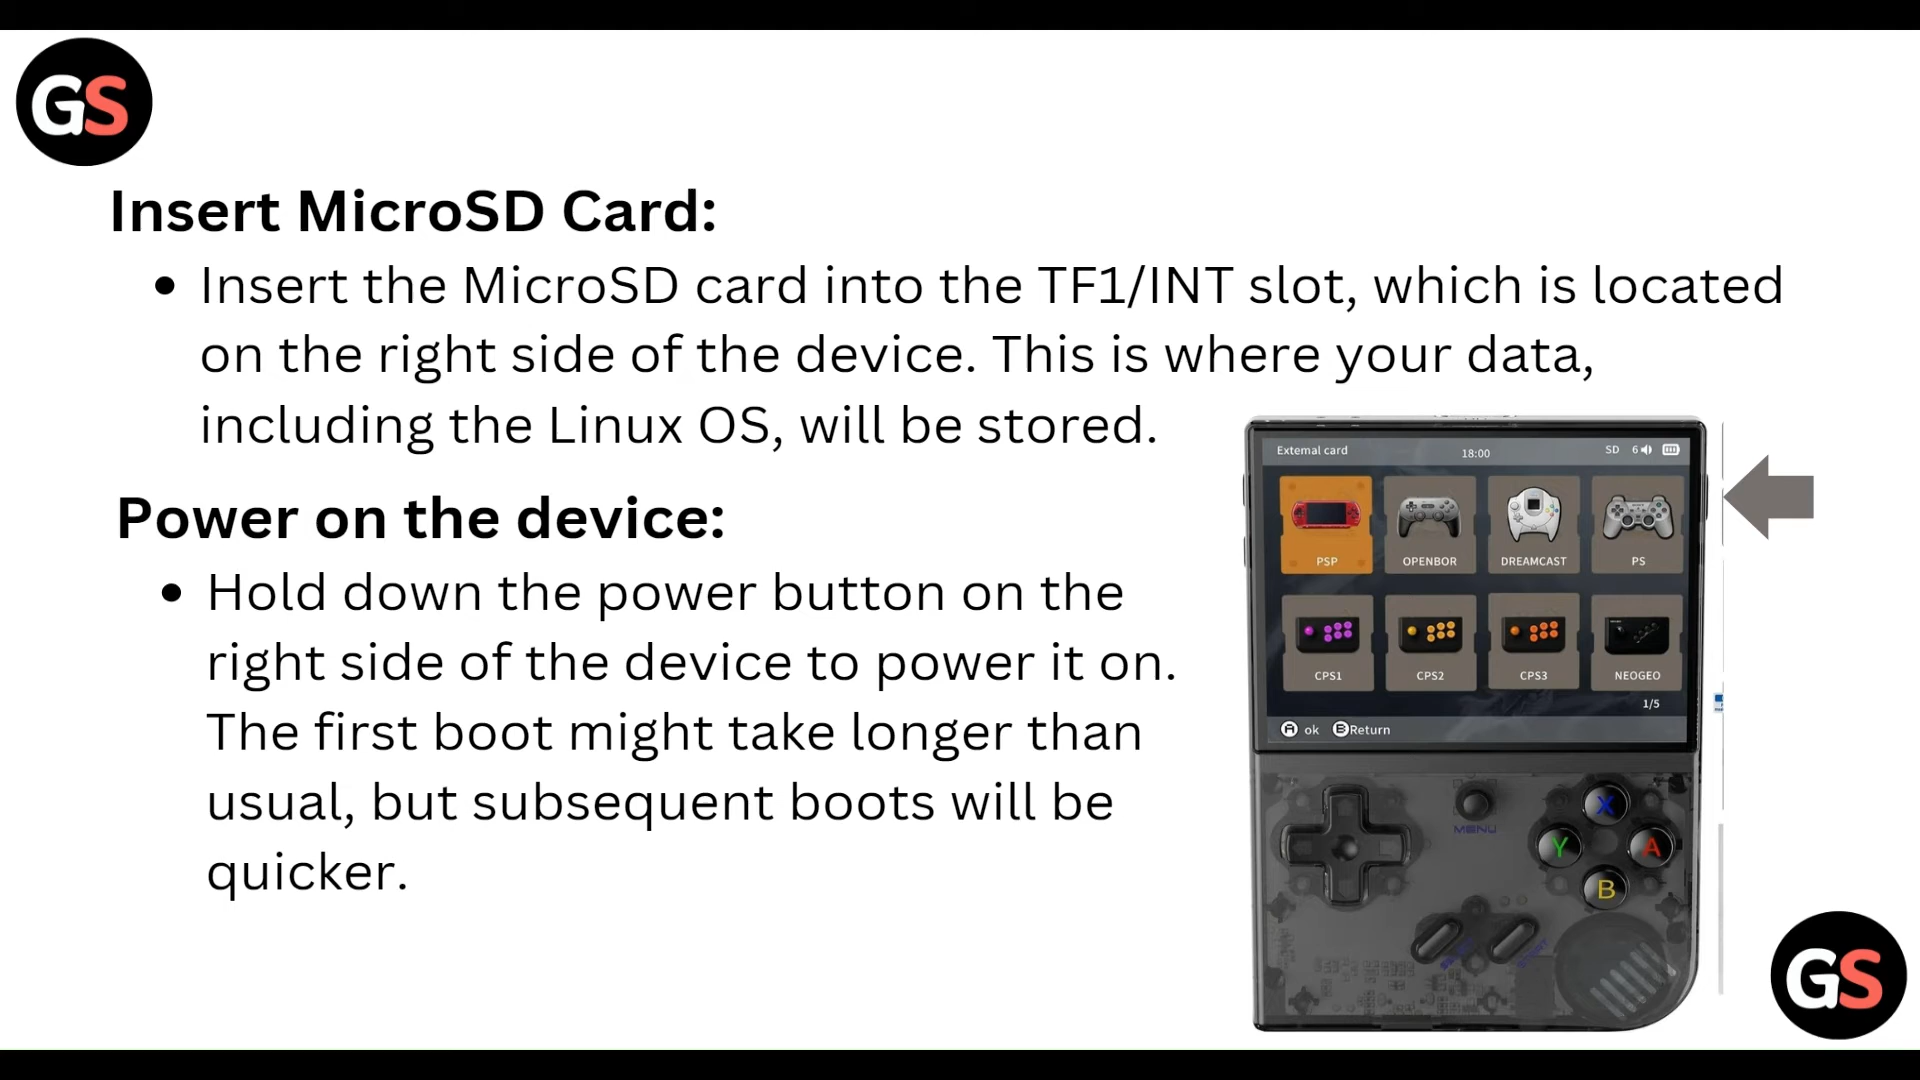 GS
Insert MicroSD Card:
• Insert the MicroSD card into the TF1/INT slot, which is located
on the right side of the device. This is where your data,
including the Linux OS, will be stored.
Power on the device:
• Hold down the power button on the
right side of the device to power it on.
The first boot might take longer than
usual, but subsequent boots will be
quicker.
External card 18:00 SD 6
PSP OPENBOR DREAMCAST PS
CPS1 CPS2 CPS3 NEOGEO
1/5
A ok B Return
MENU
X
Y A
B
GS